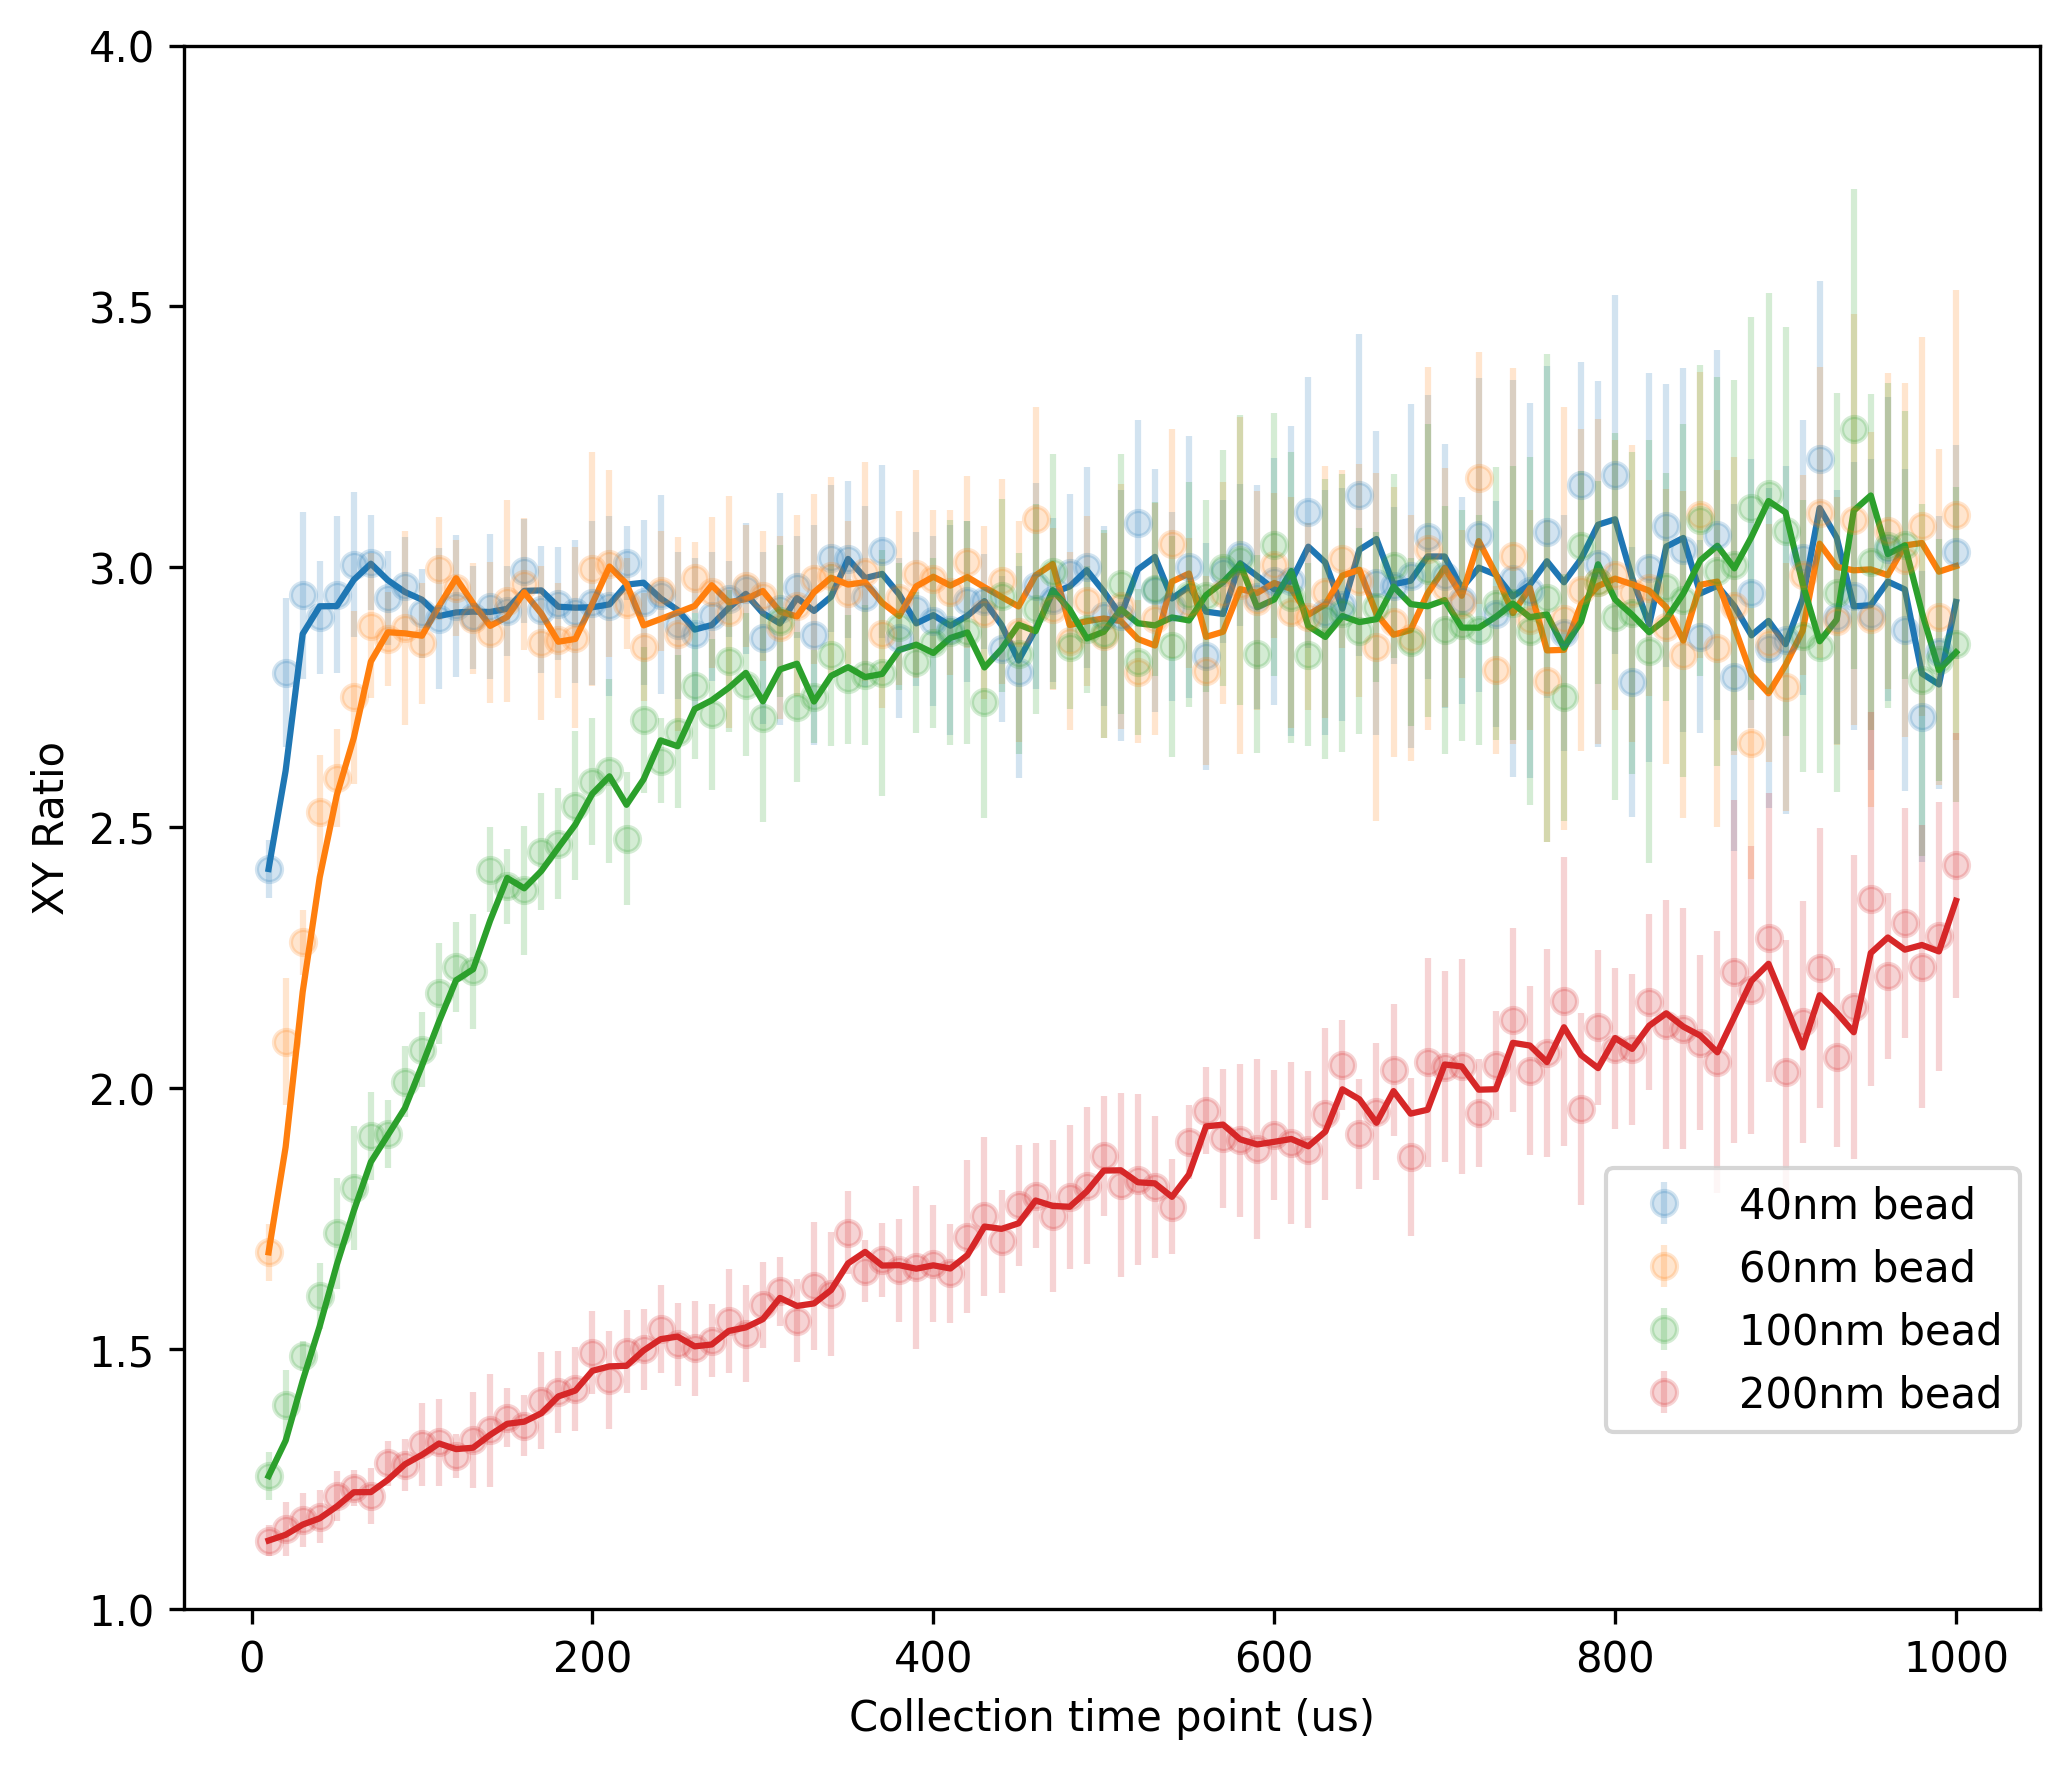 4.0
3.5
3.0
2.5
2.0
1.5
1.0
XY Ratio
0 200 400 600 800 1000
Collection time point (us)
40nm bead
60nm bead
100nm bead
200nm bead